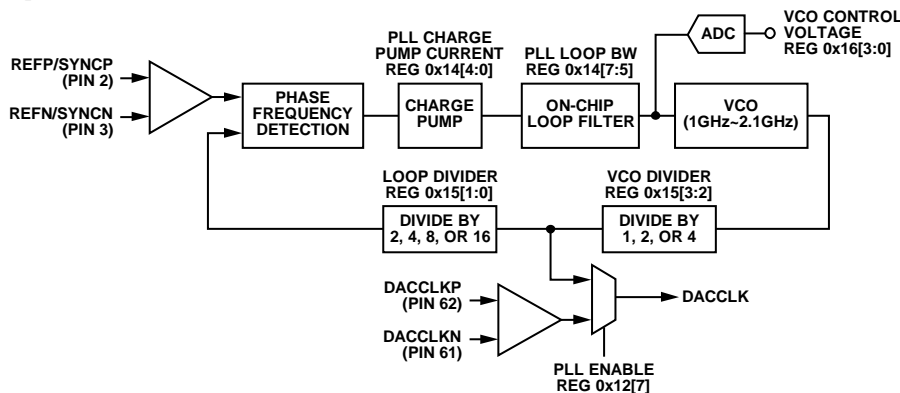 VCO CONTROL
VOLTAGE
REG 0x16[3:0]
ADC
PLL CHARGE
PUMP CURRENT
REG 0x14[4:0]
PLL LOOP BW
REG 0x14[7:5]
REFP/SYNCP
(PIN 2)
REFN/SYNCN
(PIN 3)
PHASE
FREQUENCY
DETECTION
CHARGE
PUMP
ON-CHIP
LOOP FILTER
VCO
(1GHz~2.1GHz)
LOOP DIVIDER
REG 0x15[1:0]
VCO DIVIDER
REG 0x15[3:2]
DIVIDE BY
2, 4, 8, OR 16
DIVIDE BY
1, 2, OR 4
DACCLKP
(PIN 62)
DACCLKN
(PIN 61)
DACCLK
PLL ENABLE
REG 0x12[7]